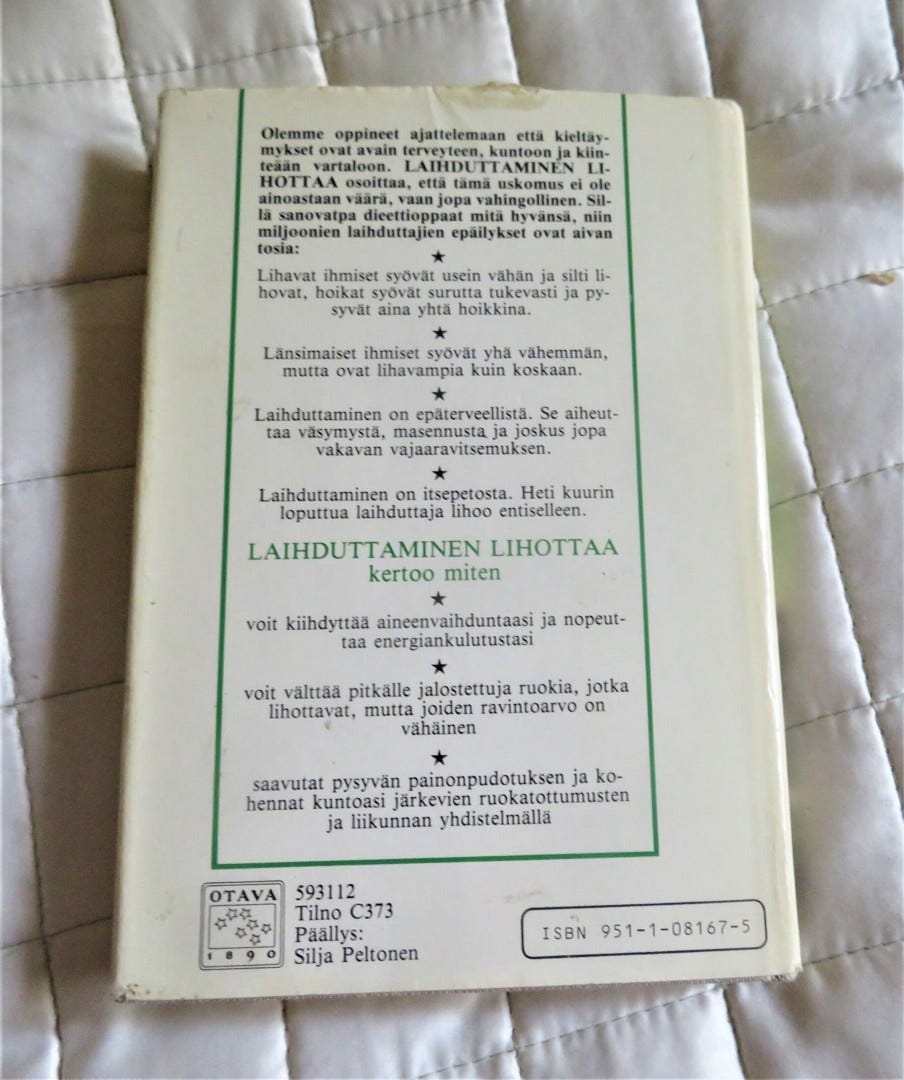 Olemme oppineet ajattelemaan että kieltäy-
mykset ovat avain terveyteen, kuntoon ja kiin-
teään vartaloon. LAIHDUTTAMINEN LI-
HOTTAA osoittaa, että tämä uskomus ei ole
ainoastaan väärä, vaan jopa vahingollinen. Sil-
lä sanovatpa dieettioppaat mitä hyvänsä, niin
miljoonien laihduttajien epäilykset ovat aivan
tosia:
★
Lihavat ihmiset syövät usein vähän ja silti li-
hovat, hoikat syövät surutta tukevasti ja py-
syvät aina yhtä hoikkina.
★
Länsimaiset ihmiset syövät yhä vähemmän,
mutta ovat lihavampia kuin koskaan.
★
Laihduttaminen on epäterveellistä. Se aiheut-
taa väsymystä, masennusta ja joskus jopa
vakavan vajaaravitsemuksen.
★
Laihduttaminen on itsepetosta. Heti kuurin
loputtua laihduttaja lihoo entiselleen.
LAIHDUTTAMINEN LIHOTTAA
kertoo miten
★
voit kiihdyttää aineenvaihduntaasi ja nopeut-
taa energiankulutustasi
★
voit välttää pitkälle jalostettuja ruokia, jotka
lihottavat, mutta joiden ravintoarvo on
vähäinen
★
saavutat pysyvän painonpudotuksen ja ko-
hennat kuntoasi järkevien ruokatottumusten
ja liikunnan yhdistelmällä
OTAVA
1890
593112
Tilno C373
Päällys:
Silja Peltonen
ISBN 951-1-08167-5